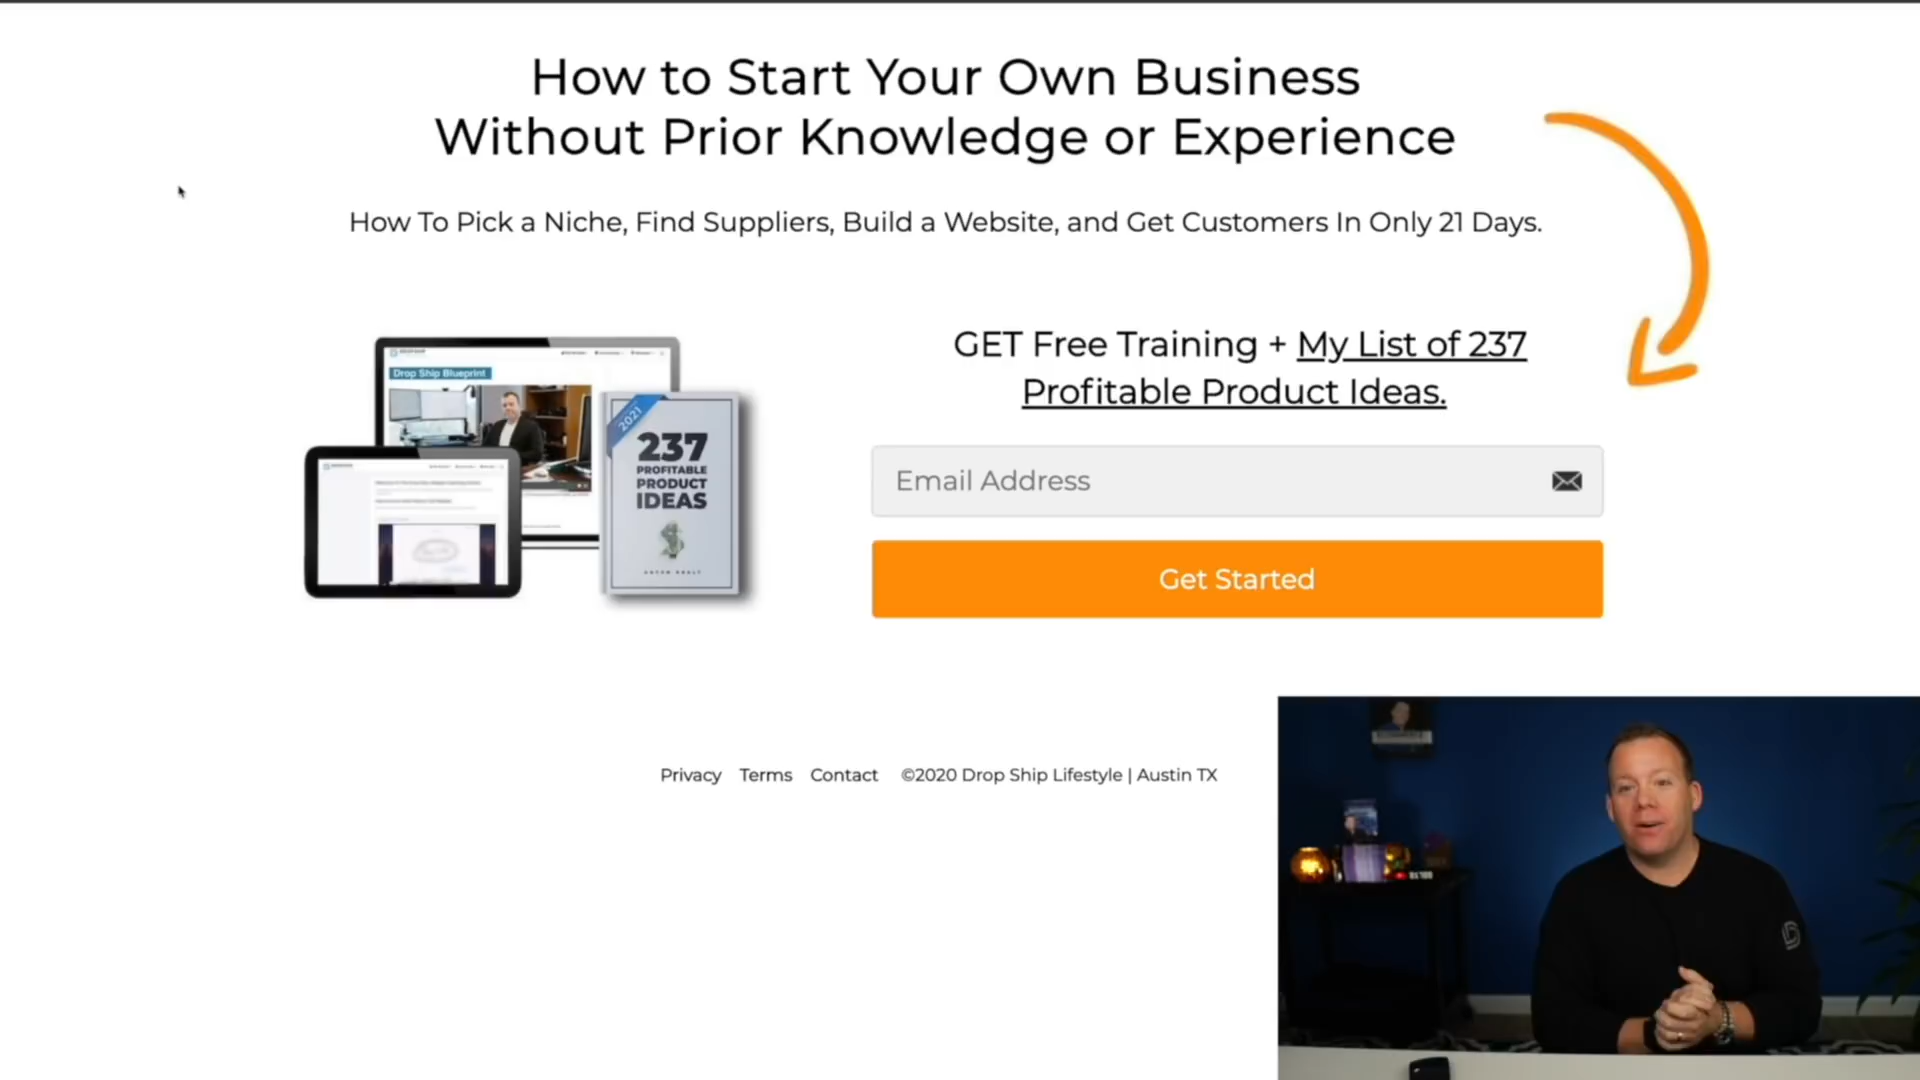 How to Start Your Own Business
Without Prior Knowledge or Experience
How To Pick a Niche, Find Suppliers, Build a Website, and Get Customers In Only 21 Days.
GET Free Training + My List of 237
Profitable Product Ideas.
Drop Ship Blueprint
2021
237
PROFITABLE
PRODUCT
IDEAS
Email Address
Get Started
Privacy Terms Contact ©2020 Drop Ship Lifestyle | Austin TX